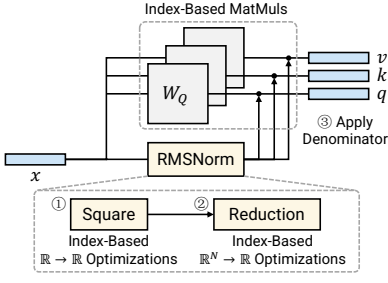 Index-Based MatMuls
v
k
q
W_Q
③ Apply
Denominator
RMSNorm
x
① Square
② Reduction
Index-Based
ℝ → ℝ Optimizations
Index-Based
ℝ^N → ℝ Optimizations